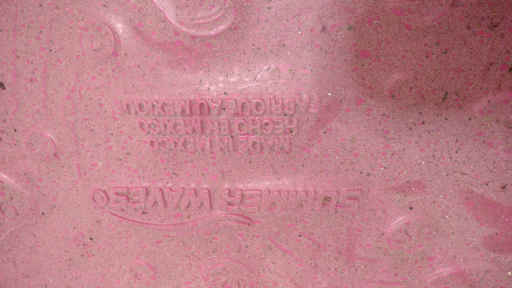 SUMMER WAVES®
MADE IN MEXICO
HECHO EN MEXICO
FABRIQUE AU MEXIQUE